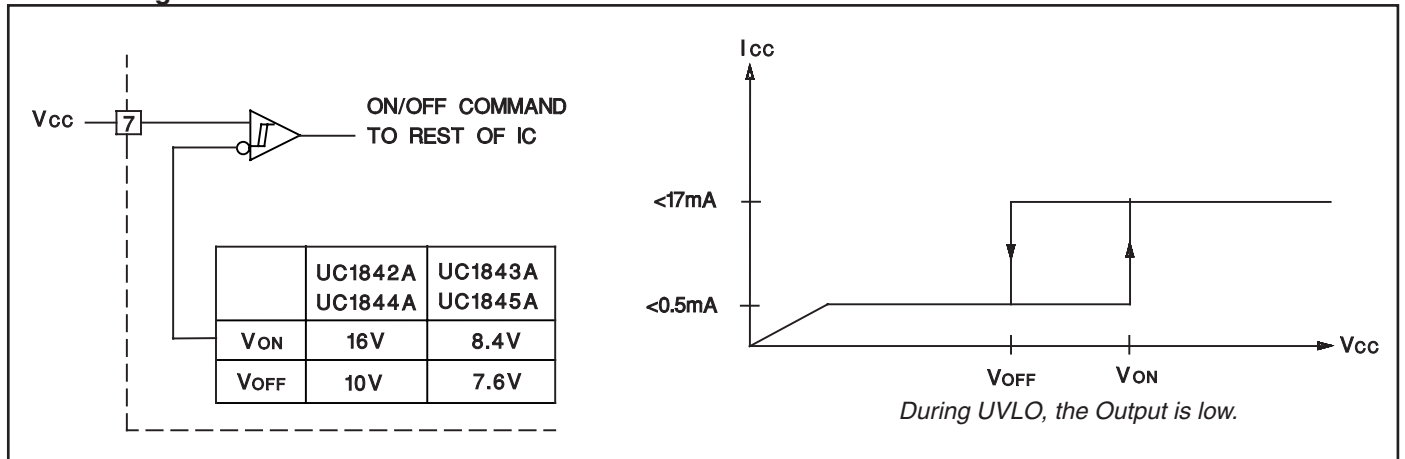 Vcc
7
ON/OFF COMMAND
TO REST OF IC
UC1842A UC1843A
UC1844A UC1845A
VON 16V 8.4V
VOFF 10V 7.6V
Icc
<17mA
<0.5mA
Vcc
VOFF VON
During UVLO, the Output is low.